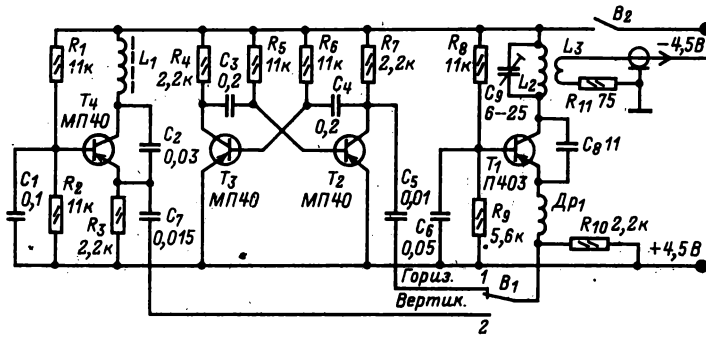 R1
11к
L1
R4
2,2к
C3
0,2
R5
11к
R6
11к
C4
0,2
R7
2,2к
R8
11к
C9
6–25
L2
L3
В2
–4,5В
R11 75
T4
МП40
C2
0,03
C1
0,1
R2
11к
R3
2,2к
C7
0,015
T3
МП40
T2
МП40
C5
0,01
C6
0,05
T1
П403
C8 11
R9
5,6к
Др1
R10 2,2к
+4,5В
Гориз. 1
В1
Вертик.
2